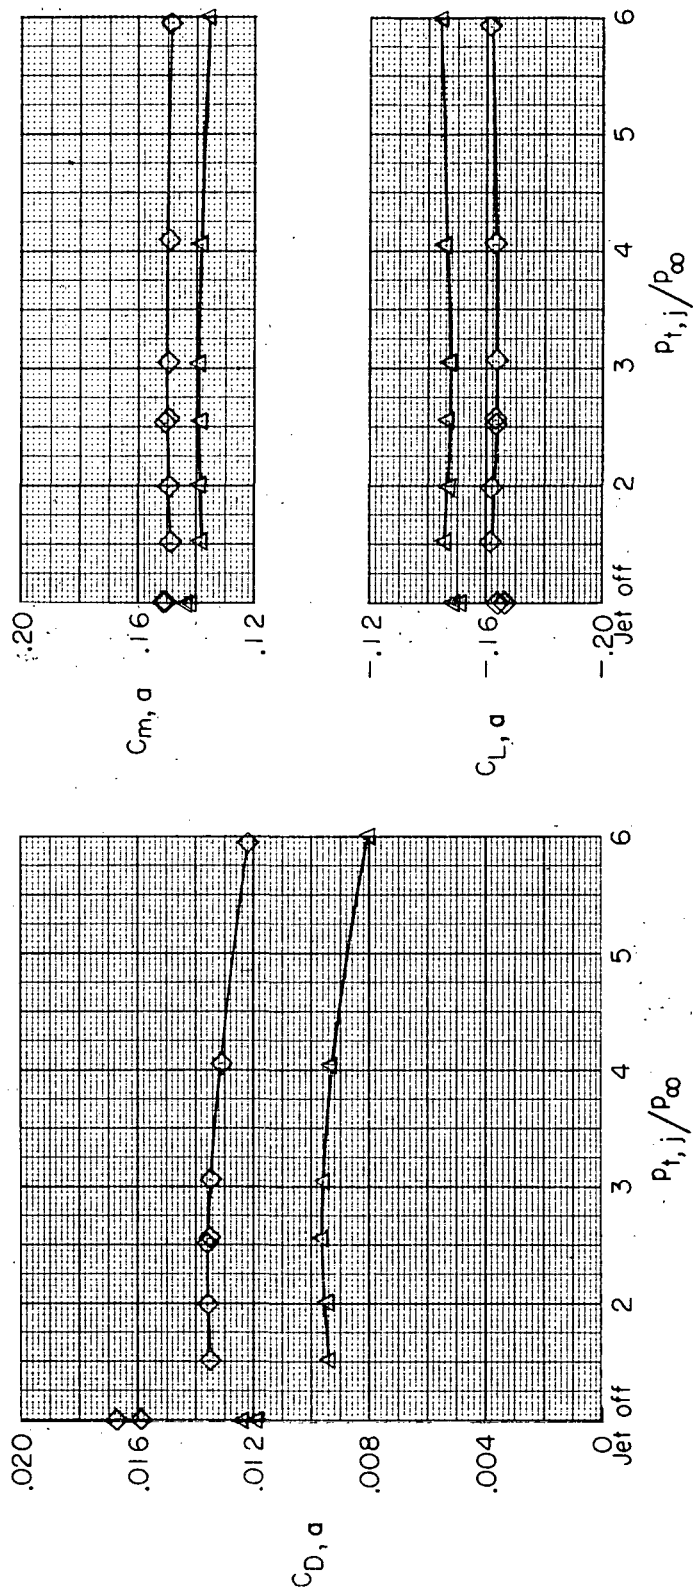 .20
.16
.12
C_m, a
-.12
-.16
-.20
C_L, a
Jet off 2 3 4 5 6
p_t, j/p_∞
.020
.016
.012
.008
.004
0
C_D, a
Jet off 2 3 4 5 6
p_t, j/p_∞